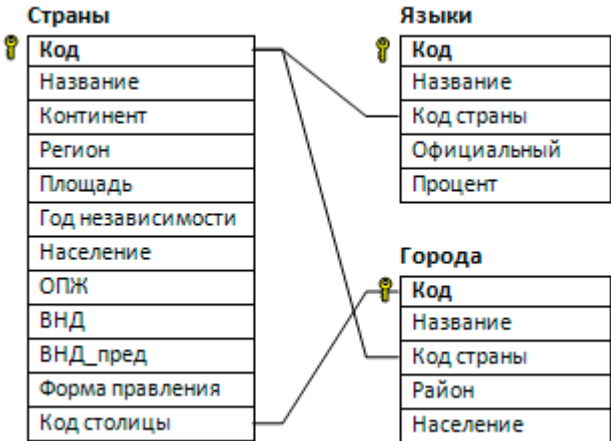 Страны
Код
Название
Континент
Регион
Площадь
Год независимости
Население
ОПЖ
ВНД
ВНД_пред
Форма правления
Код столицы
Языки
Код
Название
Код страны
Официальный
Процент
Города
Код
Название
Код страны
Район
Население